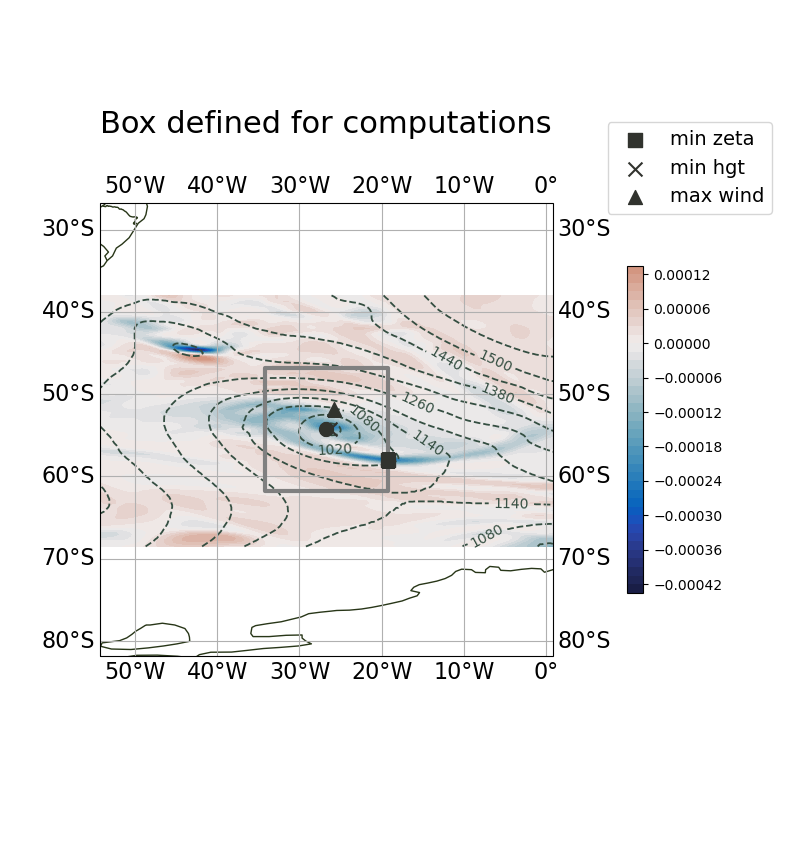 Box defined for computations
min zeta
min hgt
max wind
50°W 40°W 30°W 20°W 10°W 0°
30°S 30°S
40°S 40°S
50°S 50°S
60°S 60°S
70°S 70°S
80°S 80°S
50°W 40°W 30°W 20°W 10°W 0°
1440
1500
1380
1260
1080
1140
1020
1140
1080
0.00012
0.00006
0.00000
−0.00006
−0.00012
−0.00018
−0.00024
−0.00030
−0.00036
−0.00042